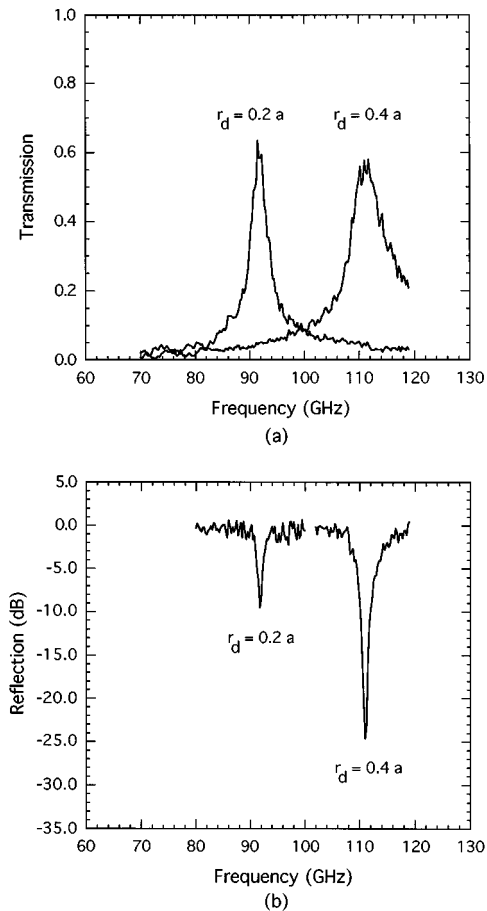 1.0
0.8
0.6
0.4
0.2
0.0
Transmission
r_d = 0.2 a
r_d = 0.4 a
60 70 80 90 100 110 120 130
Frequency (GHz)
(a)
5.0
0.0
-5.0
-10.0
-15.0
-20.0
-25.0
-30.0
-35.0
Reflection (dB)
r_d = 0.2 a
r_d = 0.4 a
60 70 80 90 100 110 120 130
Frequency (GHz)
(b)